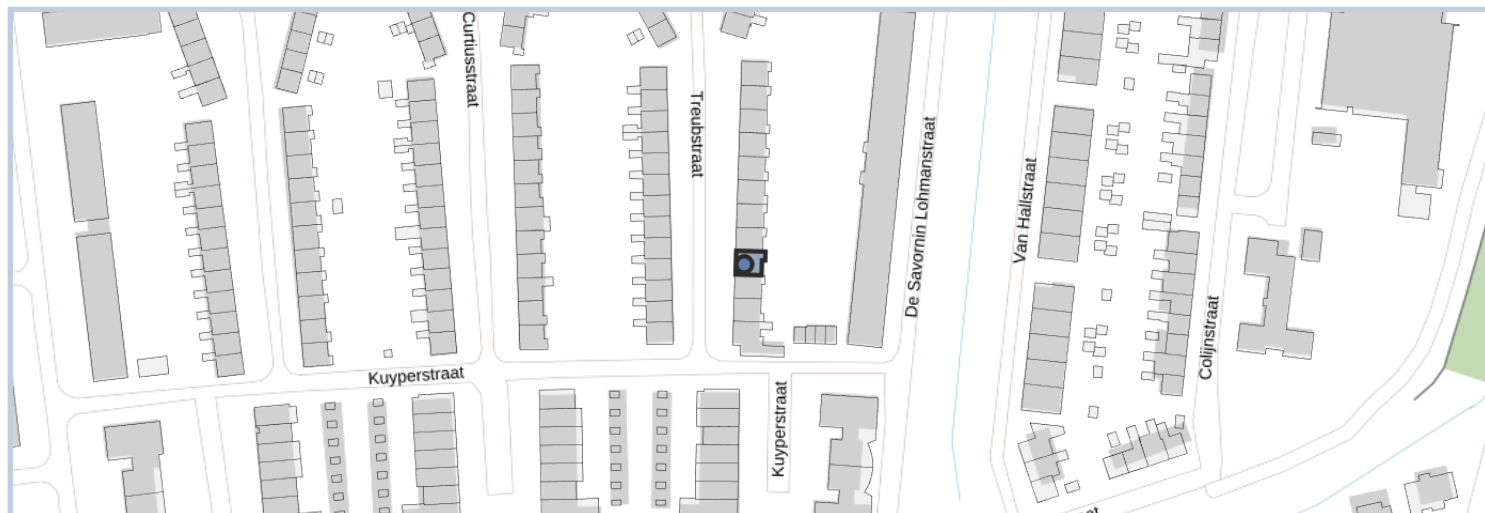 Curtiusstraat
Treubstraat
De Savornin Lohmanstraat
Van Hallstraat
Colijnstraat
Kuyperstraat
Kuyperstraat